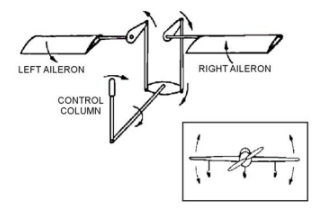 LEFT AILERON
RIGHT AILERON
CONTROL
COLUMN